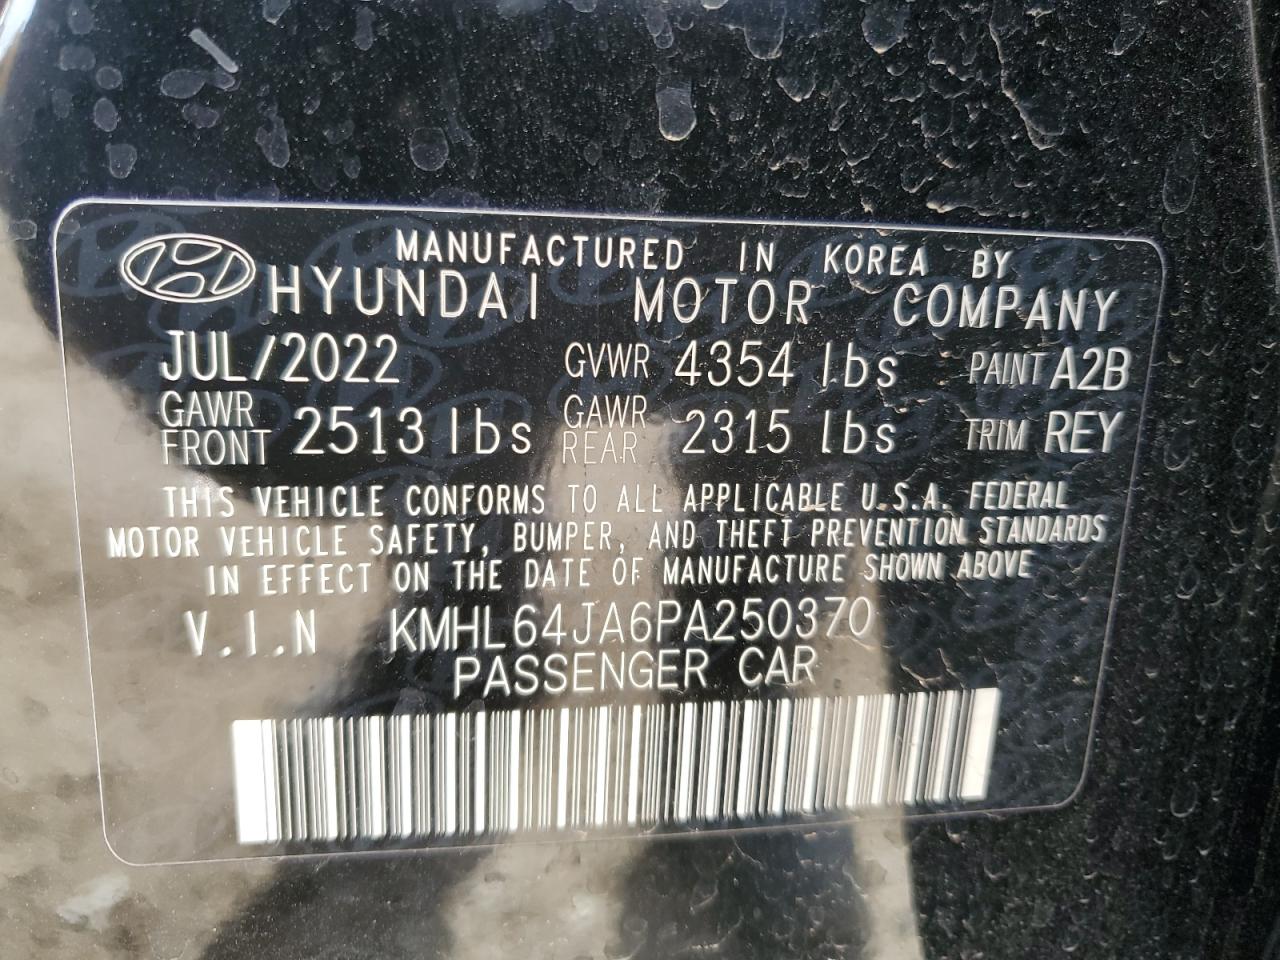 MANUFACTURED IN KOREA BY
HYUNDAI MOTOR COMPANY
JUL/2022 GVWR 4354 lbs PAINT A2B
GAWR FRONT 2513 lbs GAWR REAR 2315 lbs TRIM REY
THIS VEHICLE CONFORMS TO ALL APPLICABLE U.S.A. FEDERAL
MOTOR VEHICLE SAFETY, BUMPER, AND THEFT PREVENTION STANDARDS
IN EFFECT ON THE DATE OF MANUFACTURE SHOWN ABOVE
V.I.N KMHL64JA6PA250370
PASSENGER CAR